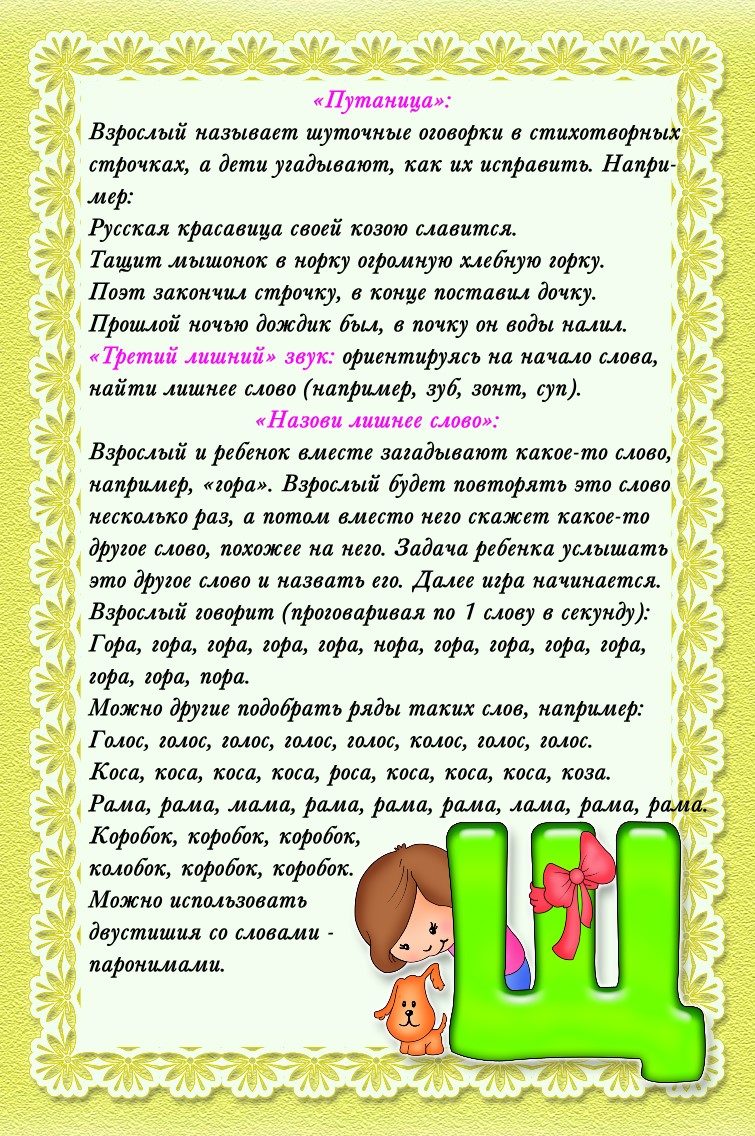 «Путаница»:
Взрослый называет шуточные оговорки в стихотворных
строчках, а дети угадывают, как их исправить. Напри-
мер:
Русская красавица своей козою славится.
Тащит мышонок в норку огромную хлебную горку.
Поэт закончил строчку, в конце поставил дочку.
Прошлой ночью дождик был, в почку он воды налил.
«Третий лишний» звук: ориентируясь на начало слова,
найти лишнее слово (например, зуб, зонт, суп).
«Назови лишнее слово»:
Взрослый и ребенок вместе загадывают какое-то слово,
например, «гора». Взрослый будет повторять это слово
несколько раз, а потом вместо него скажет какое-то
другое слово, похожее на него. Задача ребенка услышать
это другое слово и назвать его. Далее игра начинается.
Взрослый говорит (проговаривая по 1 слову в секунду):
Гора, гора, гора, гора, гора, нора, гора, гора, гора, гора,
гора, гора, пора.
Можно другие подобрать ряды таких слов, например:
Голос, голос, голос, голос, голос, колос, голос, голос.
Коса, коса, коса, коса, роса, коса, коса, коса, коза.
Рама, рама, мама, рама, рама, рама, лама, рама, рама.
Коробок, коробок, коробок,
колобок, коробок, коробок.
Можно использовать
двустишия со словами -
паронимами.
Щ